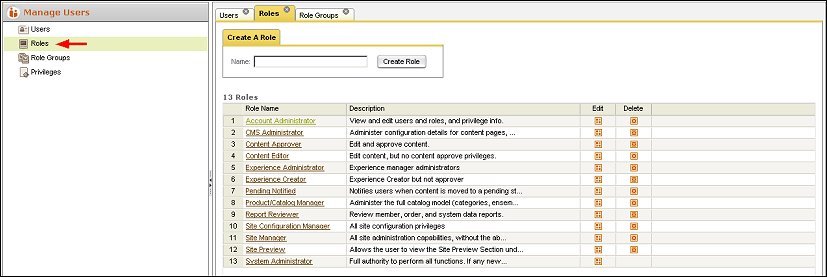 Manage Users
Users
Roles
Role Groups
Privileges
Users Roles Role Groups
Create A Role
Name: Create Role
13 Roles
Role Name Description Edit Delete
1 Account Administrator View and edit users and roles, and privilege info.
2 CMS Administrator Administer configuration details for content pages, ...
3 Content Approver Edit and approve content.
4 Content Editor Edit content, but no content approve privileges.
5 Experience Administrator Experience manager administrators
6 Experience Creator Experience Creator but not approver
7 Pending Notified Notifies users when content is moved to a pending st...
8 Product/Catalog Manager Administer the full catalog model (categories, ensem...
9 Report Reviewer Review member, order, and system data reports.
10 Site Configuration Manager All site configuration privileges
11 Site Manager All site administration capabilities, without the ab...
12 Site Preview Allows the user to view the Site Preview Section und...
13 System Administrator Full authority to perform all functions. If any new...